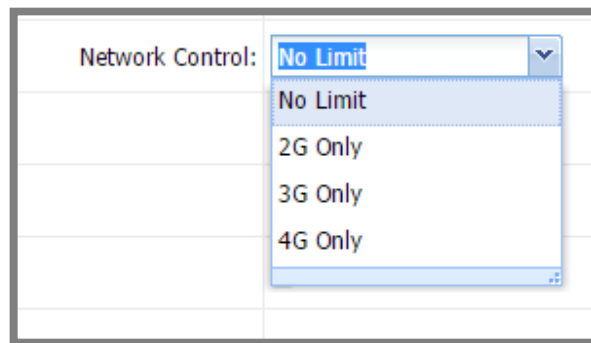 Network Control: No Limit
No Limit
2G Only
3G Only
4G Only